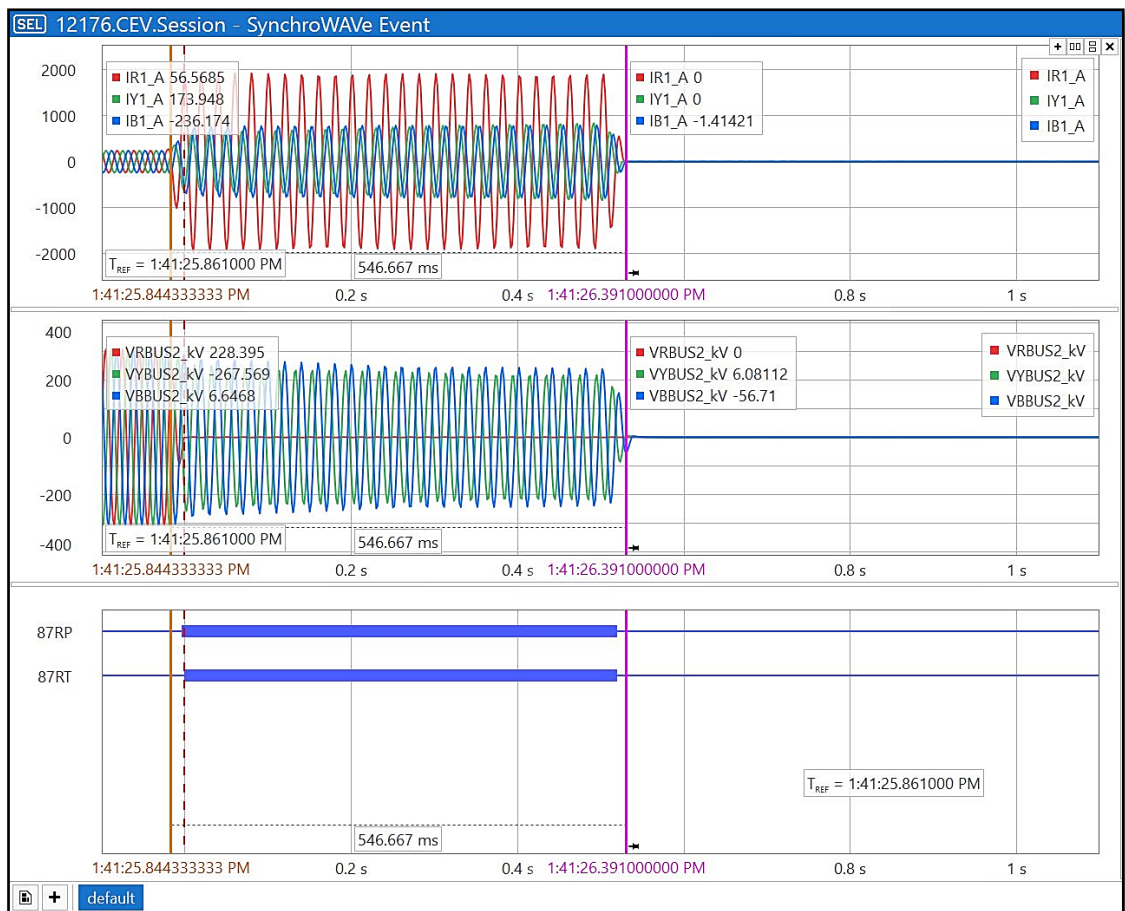 SEL 12176.CEV.Session - SynchroWAVe Event
2000
1000
0
-1000
-2000
IR1_A 56.5685
IY1_A 173.948
IB1_A -236.174
IR1_A 0
IY1_A 0
IB1_A -1.41421
IR1_A
IY1_A
IB1_A
TREF = 1:41:25.861000 PM
546.667 ms
1:41:25.844333333 PM 0.2 s 0.4 s 1:41:26.391000000 PM 0.8 s 1 s
400
200
0
-200
-400
VRBUS2_kV 228.395
VYBUS2_kV -267.569
VBBUS2_kV 6.6468
VRBUS2_kV 0
VYBUS2_kV 6.08112
VBBUS2_kV -56.71
VRBUS2_kV
VYBUS2_kV
VBBUS2_kV
TREF = 1:41:25.861000 PM
546.667 ms
1:41:25.844333333 PM 0.2 s 0.4 s 1:41:26.391000000 PM 0.8 s 1 s
87RP
87RT
TREF = 1:41:25.861000 PM
546.667 ms
1:41:25.844333333 PM 0.2 s 0.4 s 1:41:26.391000000 PM 0.8 s 1 s
default